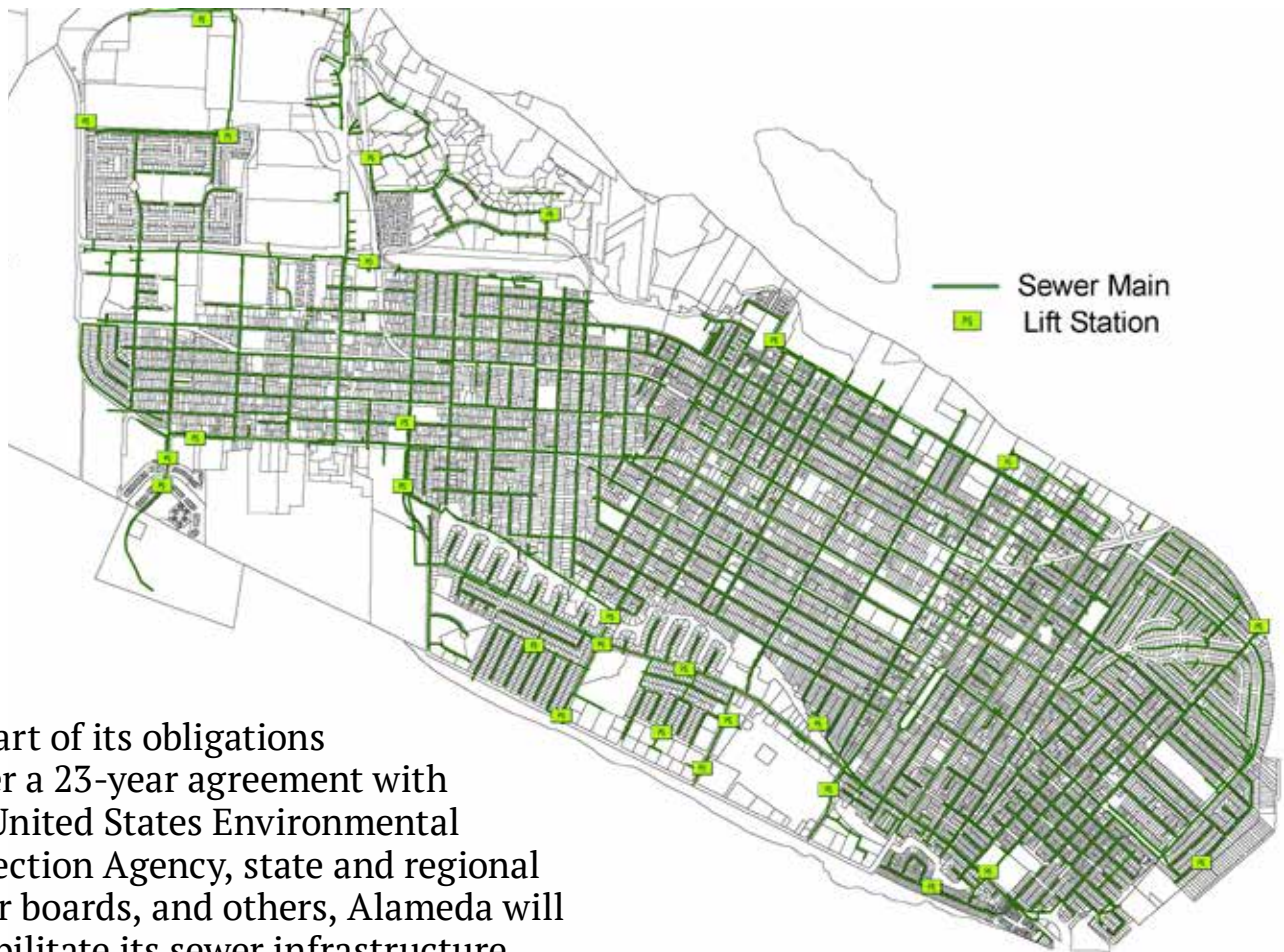 Sewer Main
Lift Station
art of its obligations
er a 23-year agreement with
United States Environmental
ection Agency, state and regional
r boards, and others, Alameda will
bilitate its sewer infrastructure